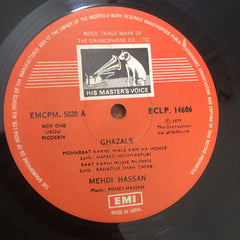 REGD. TRADE MARK OF
THE GRAMOPHONE CO.
HIS MASTER'S VOICE
EMCPM. 5020 A
ECLP. 14606
SIDE ONE
URDU
MODERN
℗ 1979
The Gramophone
Co. of India Ltd.
GHAZALS
MOHABBAT KARNE WALE KAM NA HONGE
Lyric : HAFEEZ HOSHIARPURI
BAAT KARNI MUJHE MUSHKIL
Lyric : BAHADUR SHAH ZAFAR
MEHDI HASSAN
Music : MEHDI HASSAN
EMI
MADE IN INDIA